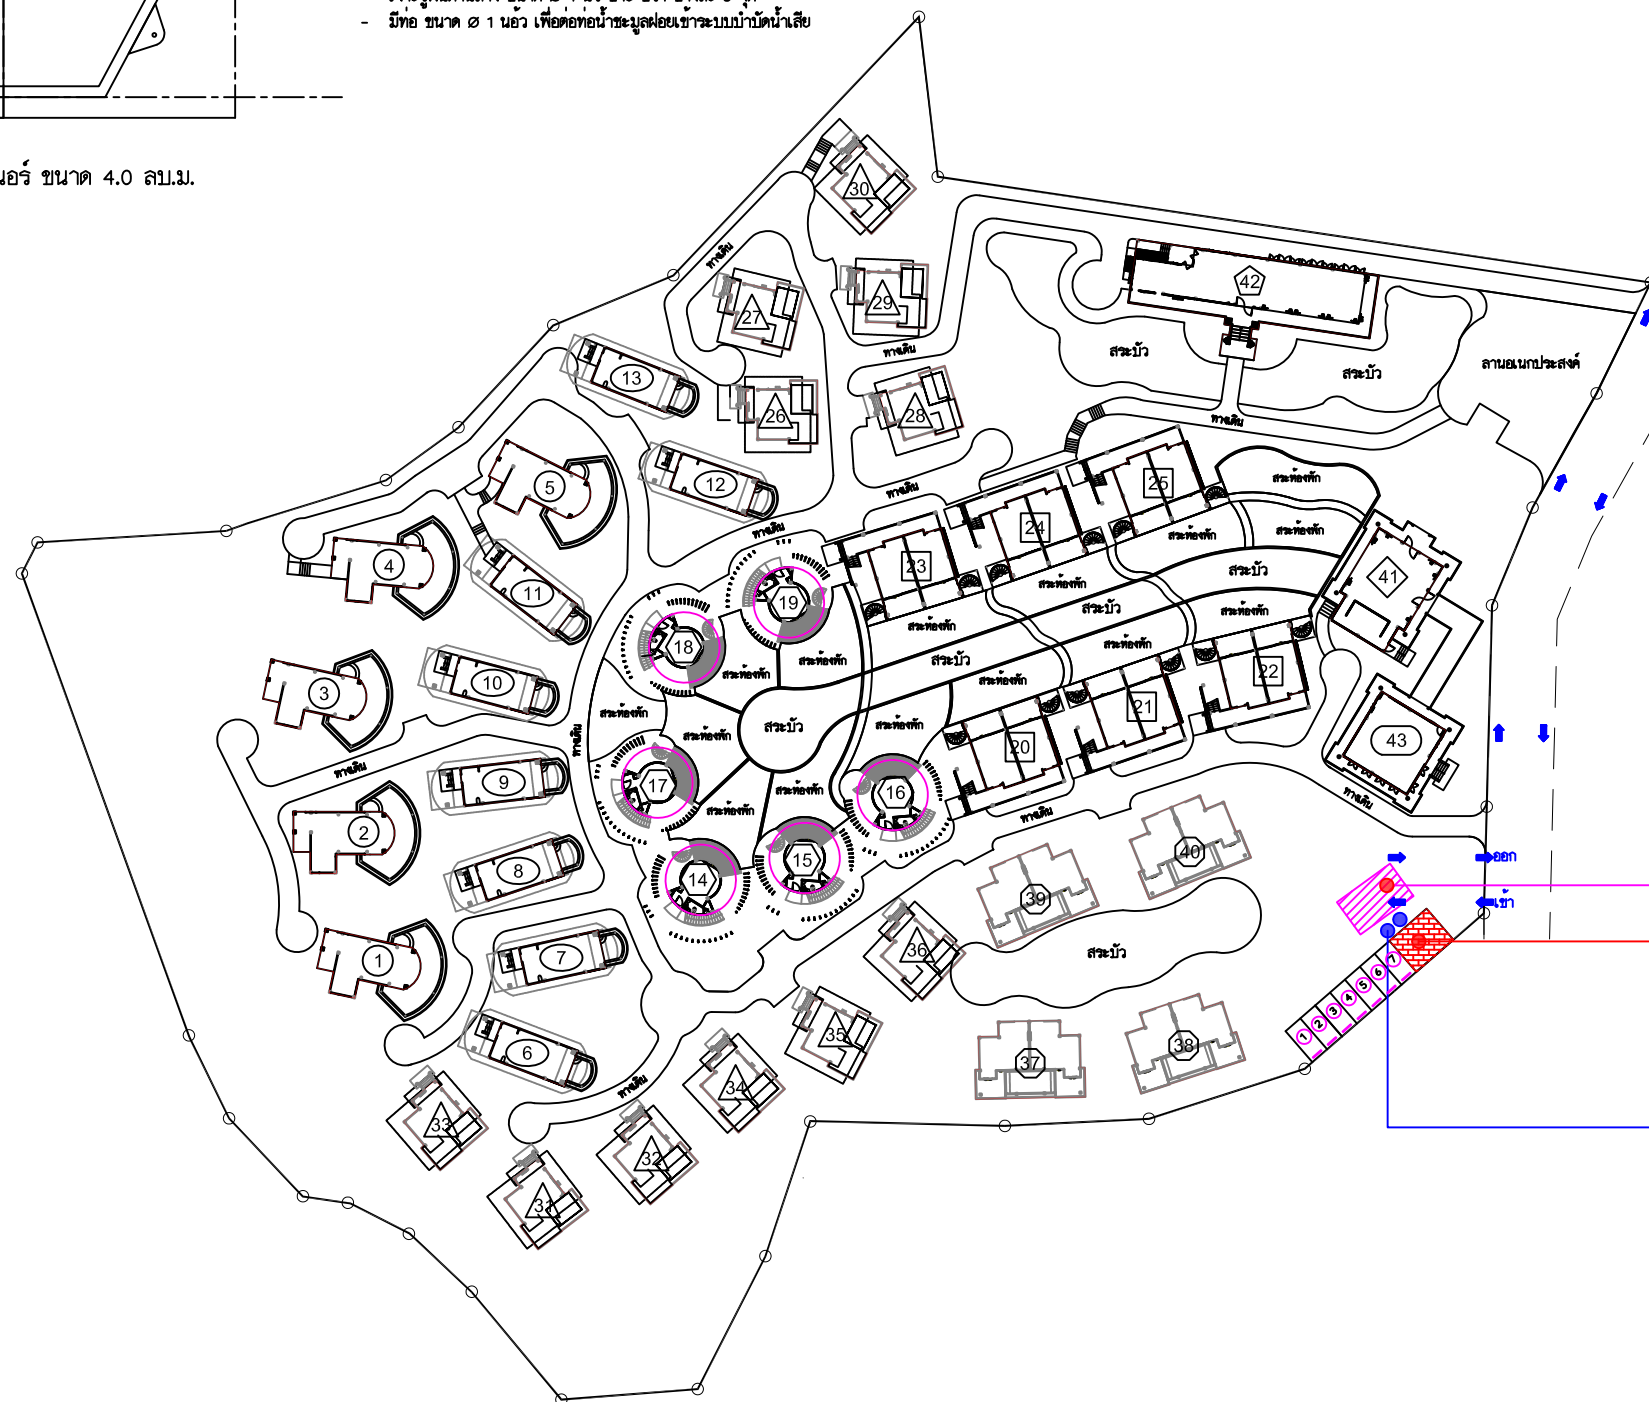 - มีท่อ ขนาด Ø 1 นิ้ว เพื่อต่อท่อน้ำชะมูลฝอยเข้าระบบบำบัดน้ำเสีย
ขนาด 4.0 ลบ.ม.
30
ทางเดิน
27
29
42
ทางเดิน
สระบัว
สระบัว
ลานอเนกประสงค์
13
26
28
ทางเดิน
5
12
ทางเดิน
25
สระห้องพัก
4
ทางเดิน
24
สระห้องพัก
สระห้องพัก
11
23
สระห้องพัก
สระบัว
41
19
สระห้องพัก
สระบัว
สระห้องพัก
18
สระห้องพัก
สระห้องพัก
สระบัว
สระห้องพัก
22
3
10
สระห้องพัก
สระห้องพัก
สระห้องพัก
สระบัว
สระห้องพัก
21
20
43
ทางเดิน
ทางเดิน
9
17
สระห้องพัก
16
ทางเดิน
2
สระห้องพัก
ทางเดิน
8
14
15
40
ออก
39
เข้า
1
7
36
สระบัว
1 2 3 4 5 6 7
6
35
37
38
34
ทางเดิน
33
32
31